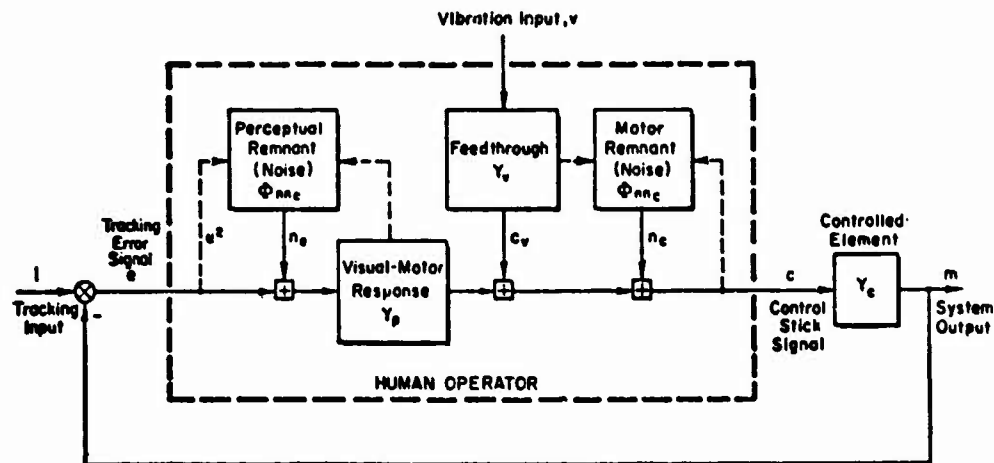 Vibration Input, v
Perceptual
Remnant
(Noise)
Φnnc
Feedthrough
Yv
Motor
Remnant
(Noise)
Φnnc
Tracking
Error
Signal
e
e²
ne
cv
nc
Controlled
Element
Yc
I
Tracking
Input
-
+
Visual-Motor
Response
Yp
+
+
c
Control
Stick
Signal
m
System
Output
HUMAN OPERATOR